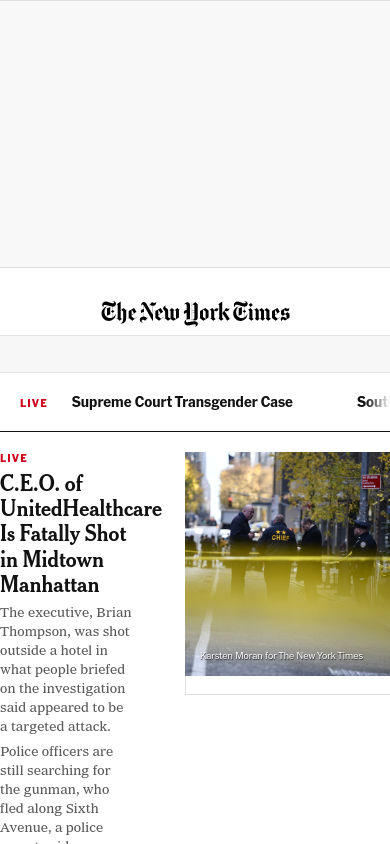 The New York Times
LIVE
Supreme Court Transgender Case
Sout
LIVE
C.E.O. of
UnitedHealthcare
Is Fatally Shot
in Midtown
Manhattan
The executive, Brian
Thompson, was shot
outside a hotel in
what people briefed
on the investigation
said appeared to be
a targeted attack.
Police officers are
still searching for
the gunman, who
fled along Sixth
Avenue, a police
CHIEF
Karsten Moran for The New York Times